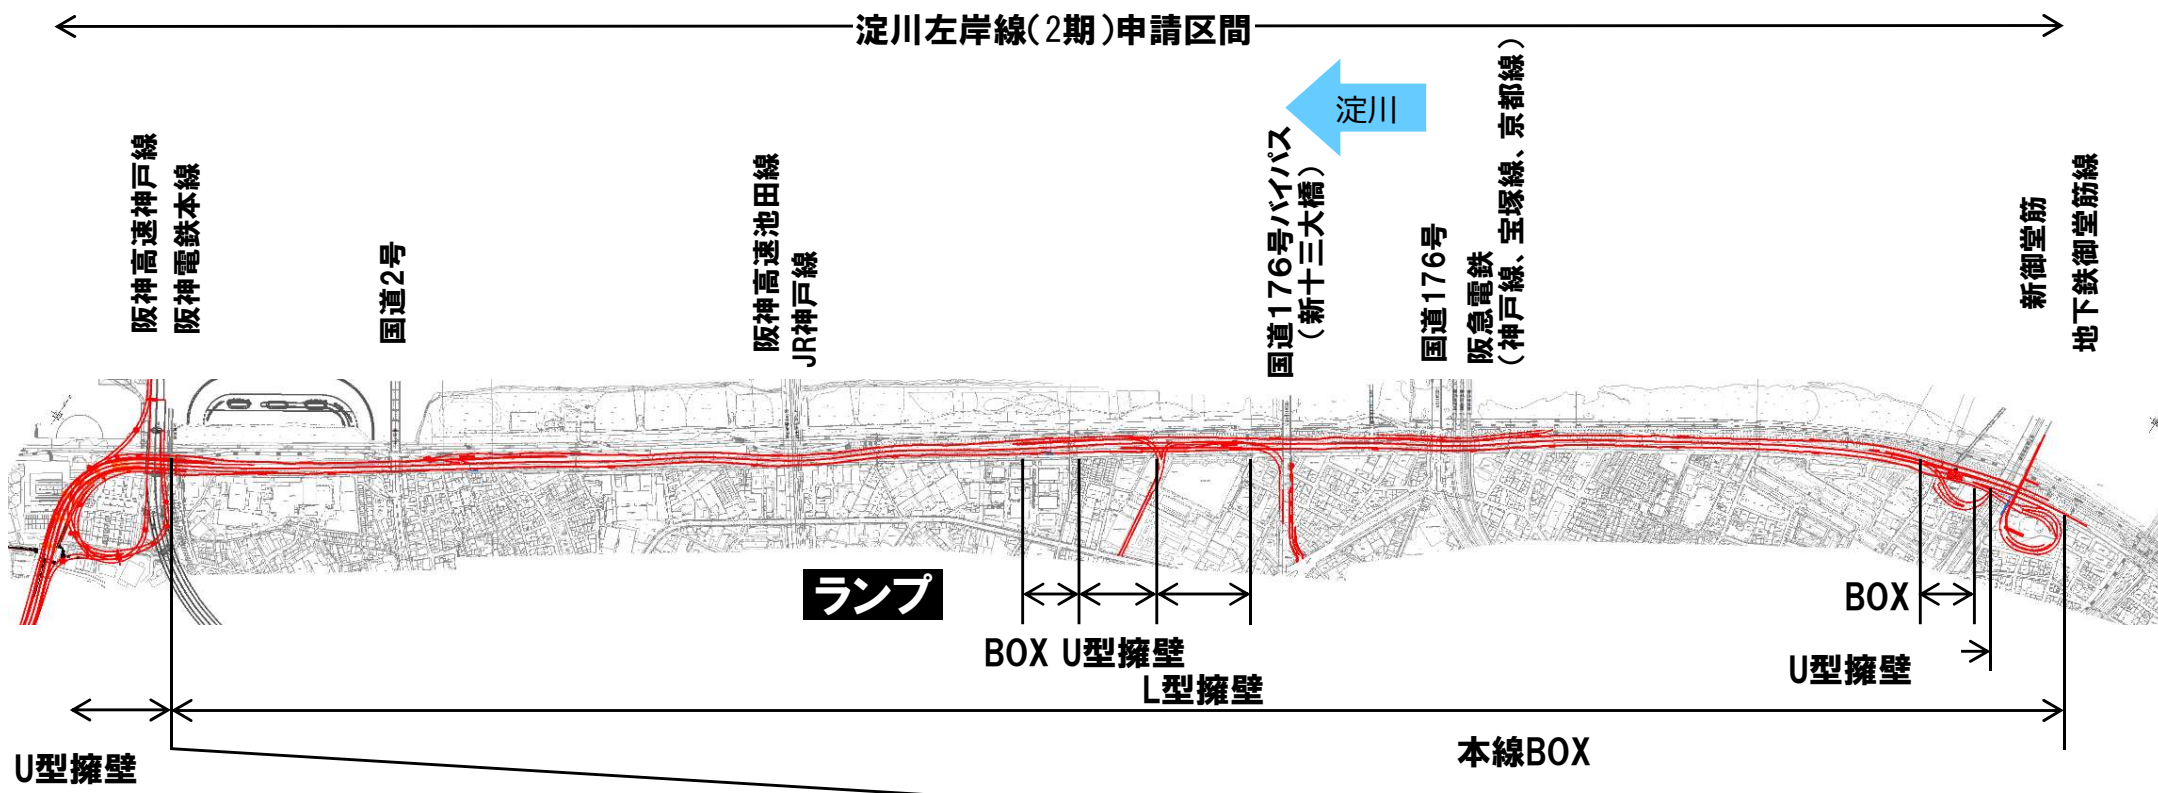 淀川左岸線(2期)申請区間
淀川
阪神高速神戸線
阪神電鉄本線
国道2号
阪神高速池田線
JR神戸線
国道176号バイパス
(新十三大橋)
国道176号
阪急電鉄
(神戸線、宝塚線、京都線)
新御堂筋
地下鉄御堂筋線
ランプ
BOX U型擁壁
L型擁壁
BOX
U型擁壁
U型擁壁
本線BOX